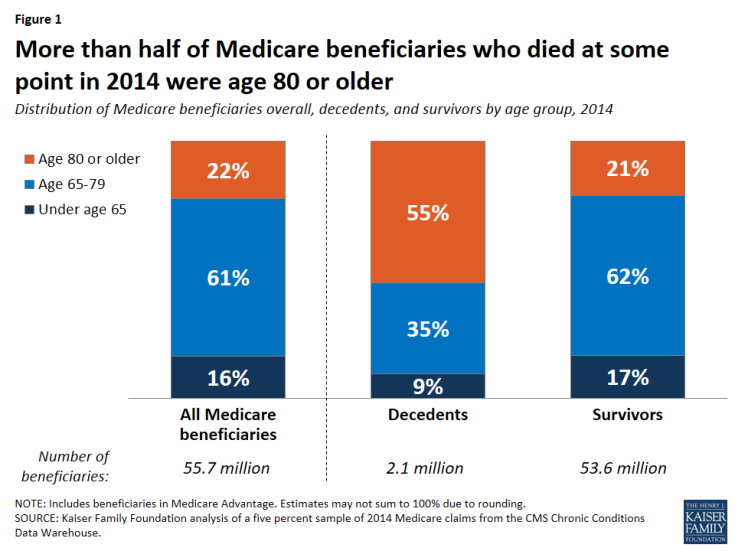 Figure 1
More than half of Medicare beneficiaries who died at some
point in 2014 were age 80 or older
Distribution of Medicare beneficiaries overall, decedents, and survivors by age group, 2014
Age 80 or older
Age 65-79
Under age 65
22%
61%
16%
55%
35%
9%
21%
62%
17%
All Medicare
beneficiaries
Decedents
Survivors
Number of
beneficiaries:
55.7 million
2.1 million
53.6 million
NOTE: Includes beneficiaries in Medicare Advantage. Estimates may not sum to 100% due to rounding.
SOURCE: Kaiser Family Foundation analysis of a five percent sample of 2014 Medicare claims from the CMS Chronic Conditions
Data Warehouse.
THE HENRY J.
KAISER
FAMILY
FOUNDATION